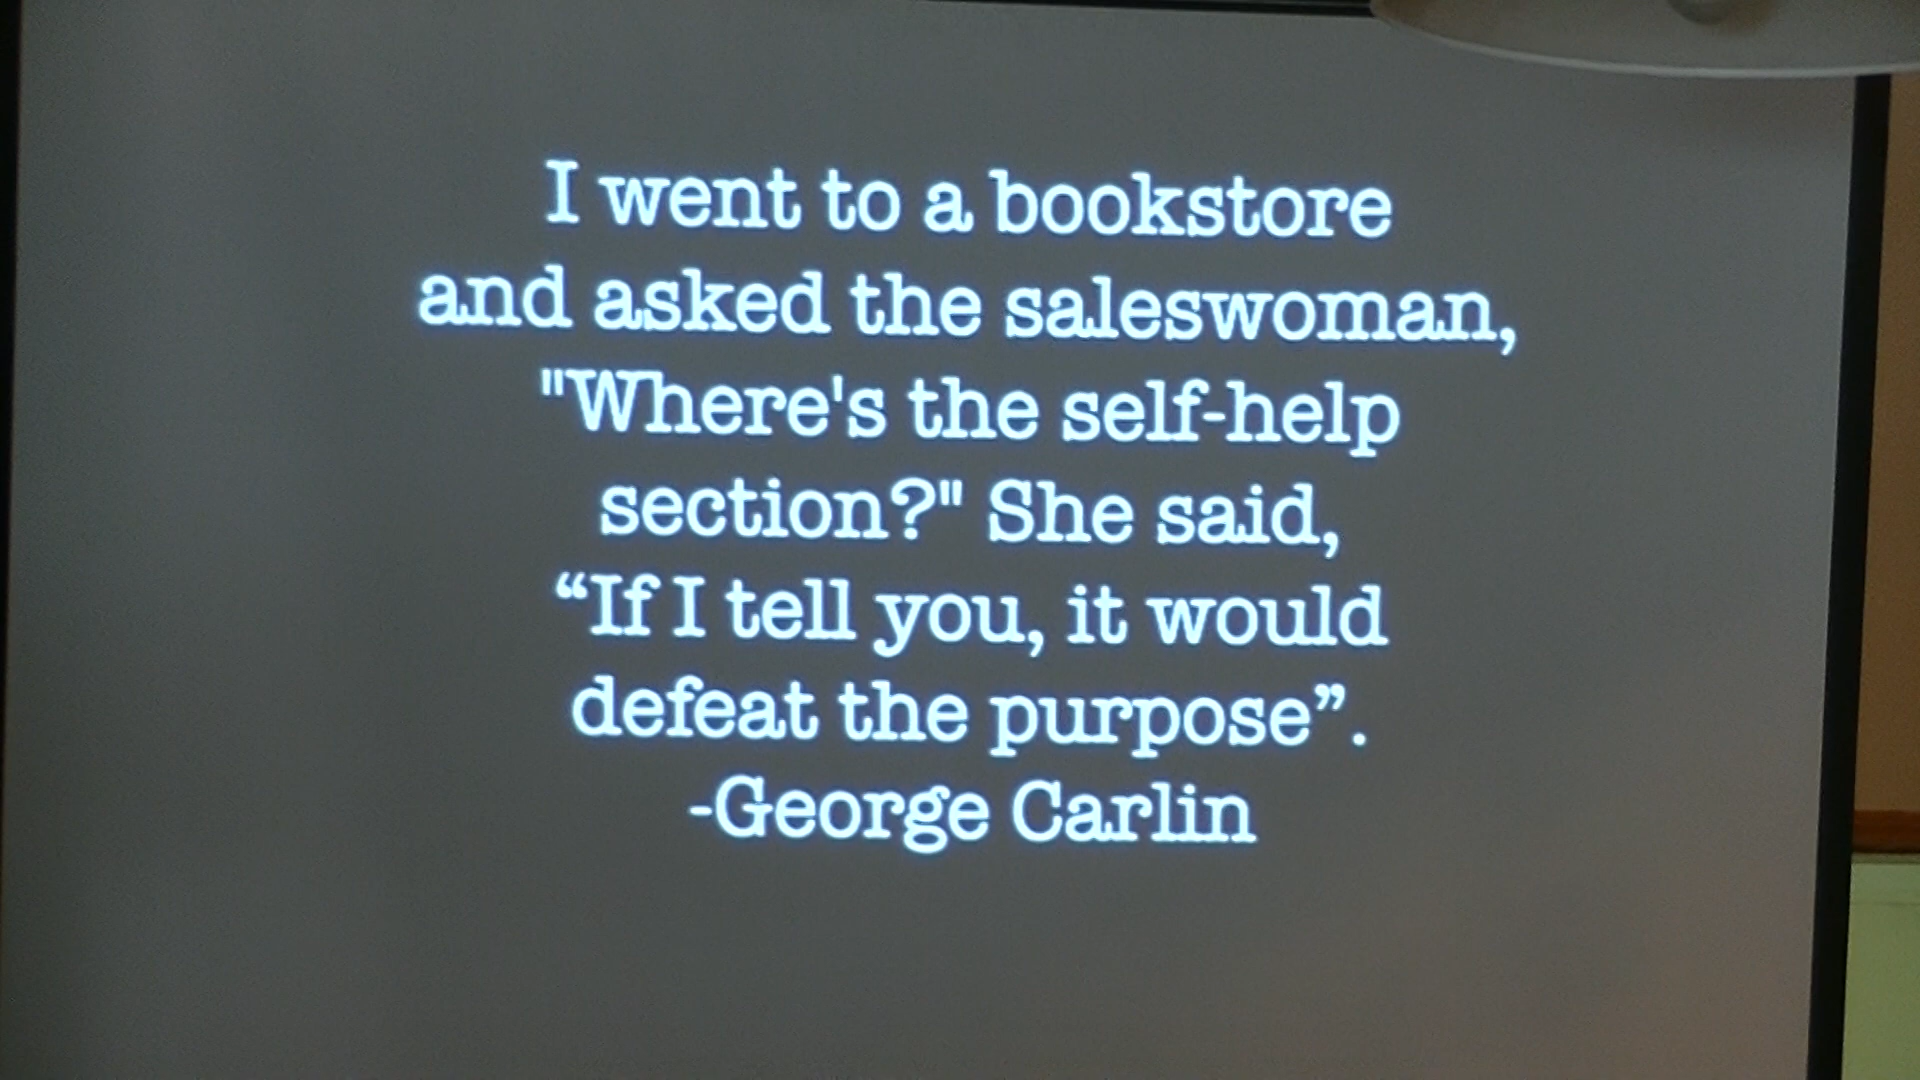 I went to a bookstore
and asked the saleswoman,
"Where's the self-help
section?" She said,
“If I tell you, it would
defeat the purpose”.
-George Carlin